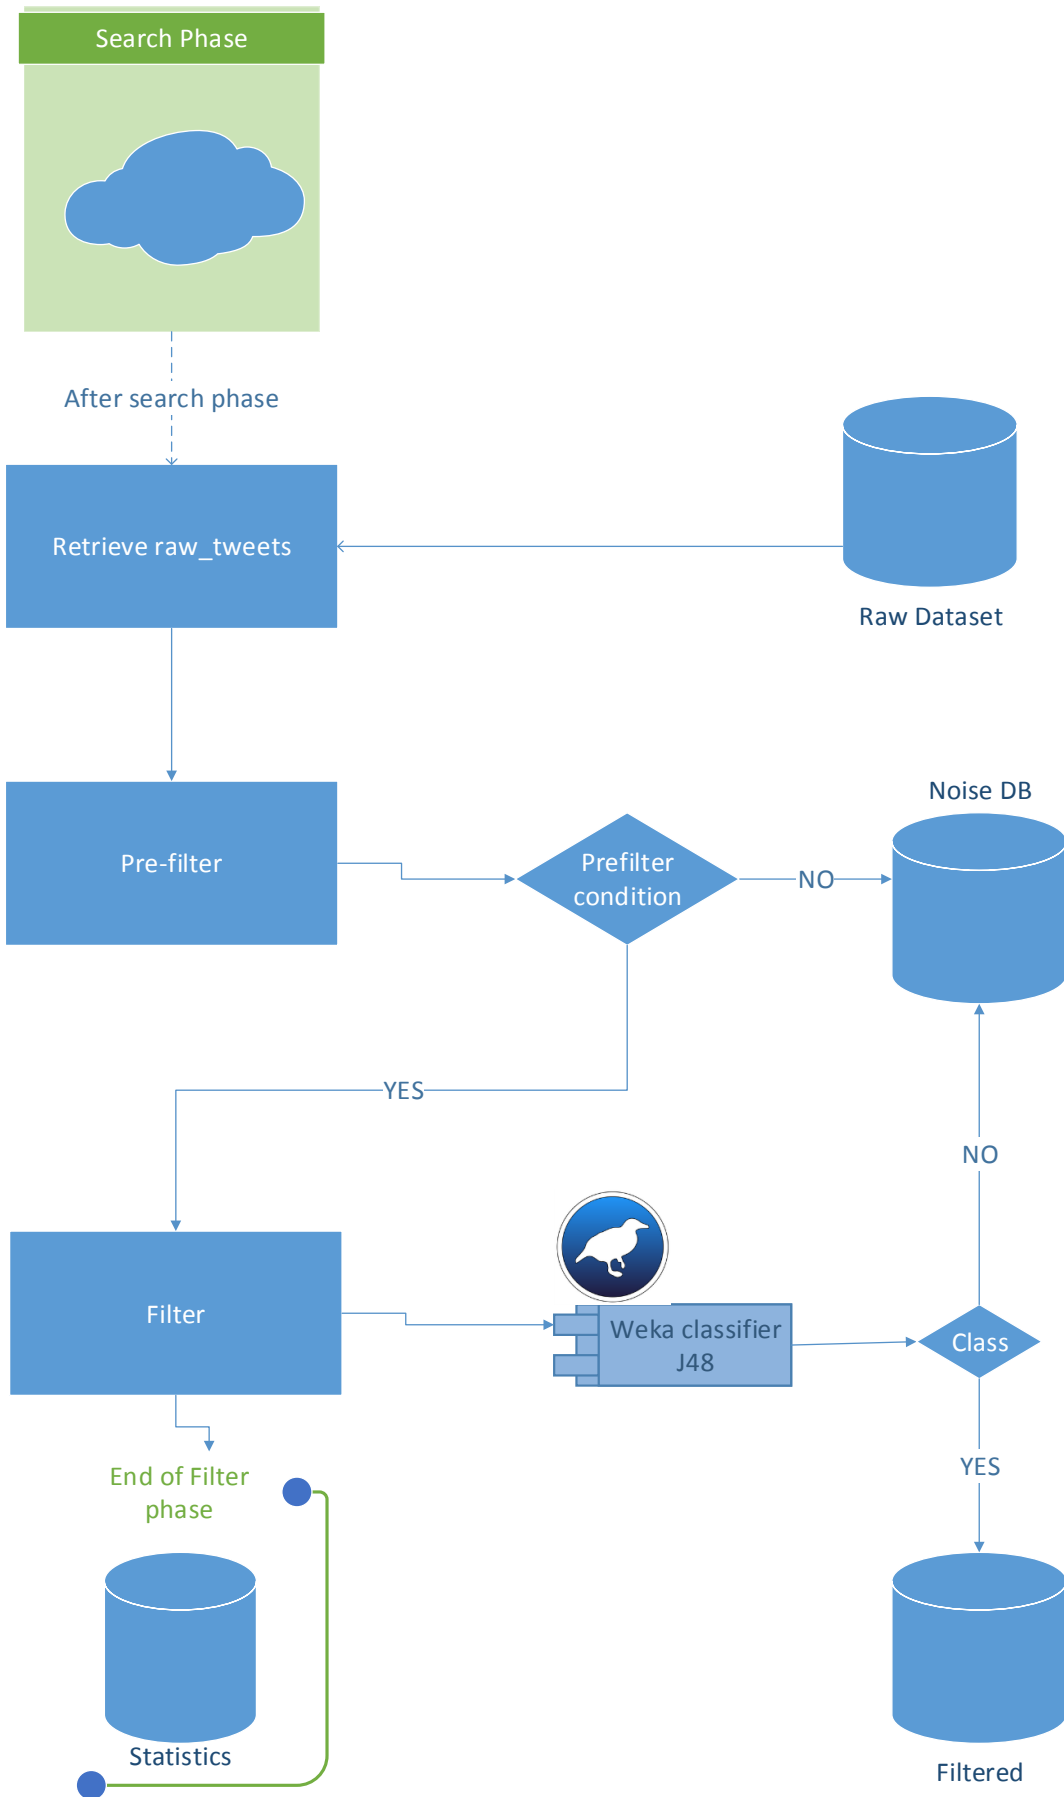 Search Phase
After search phase
Retrieve raw_tweets
Raw Dataset
Noise DB
Pre-filter
Prefilter
condition
NO
YES
NO
Filter
Weka classifier
J48
Class
YES
End of Filter
phase
Statistics
Filtered